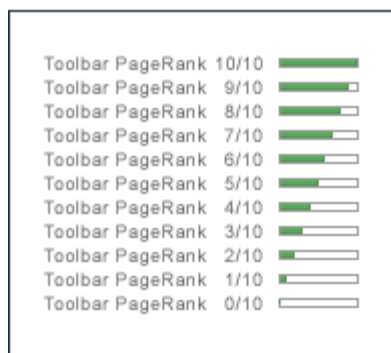 Toolbar PageRank 10/10
Toolbar PageRank 9/10
Toolbar PageRank 8/10
Toolbar PageRank 7/10
Toolbar PageRank 6/10
Toolbar PageRank 5/10
Toolbar PageRank 4/10
Toolbar PageRank 3/10
Toolbar PageRank 2/10
Toolbar PageRank 1/10
Toolbar PageRank 0/10